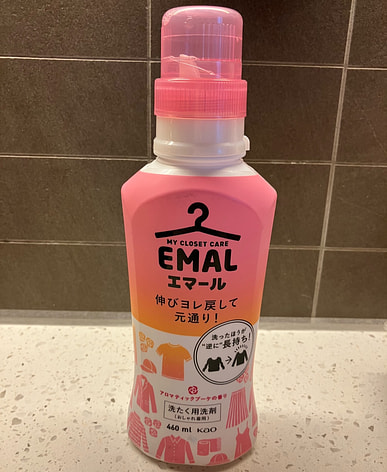 MY CLOSET CARE
EMAL
エマール
伸びヨレ戻して
元通り！
洗ったほうが
"逆に"長持ち！
アロマティックブーケの香り
洗たく用洗剤
(おしゃれ着用)
460 ml Kao